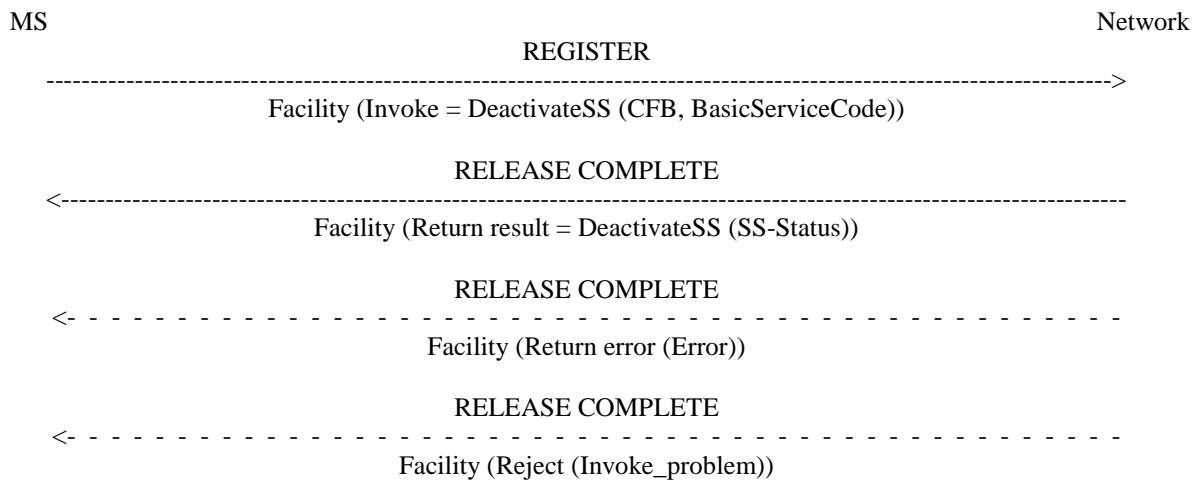 MS Network
REGISTER
Facility (Invoke = DeactivateSS (CFB, BasicServiceCode))
RELEASE COMPLETE
Facility (Return result = DeactivateSS (SS-Status))
RELEASE COMPLETE
Facility (Return error (Error))
RELEASE COMPLETE
Facility (Reject (Invoke_problem))